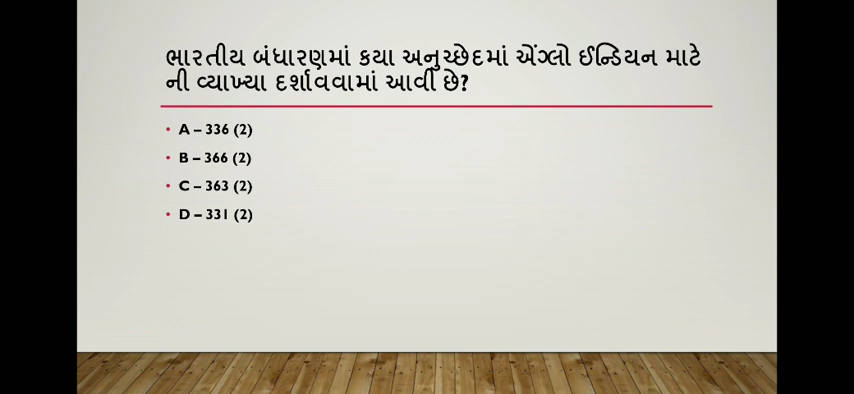 ભારતીય બંધારણમાં કયા અનુચ્છેદમાં એંગ્લો ઈન્ડિયન માટે
ની વ્યાખ્યા દર્શાવવામાં આવી છે?
• A – 336 (2)
• B – 366 (2)
• C – 363 (2)
• D – 331 (2)